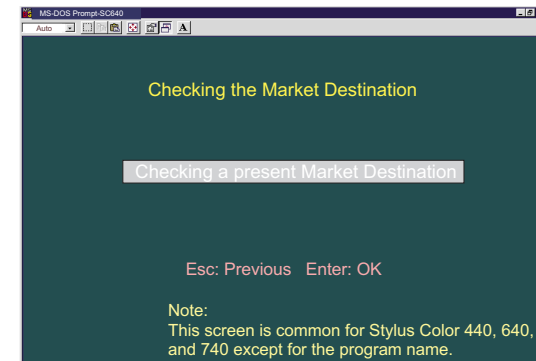 MS-DOS Prompt-SC640
Auto
A
Checking the Market Destination
Checking a present Market Destination
Esc: Previous Enter: OK
Note:
This screen is common for Stylus Color 440, 640,
and 740 except for the program name.